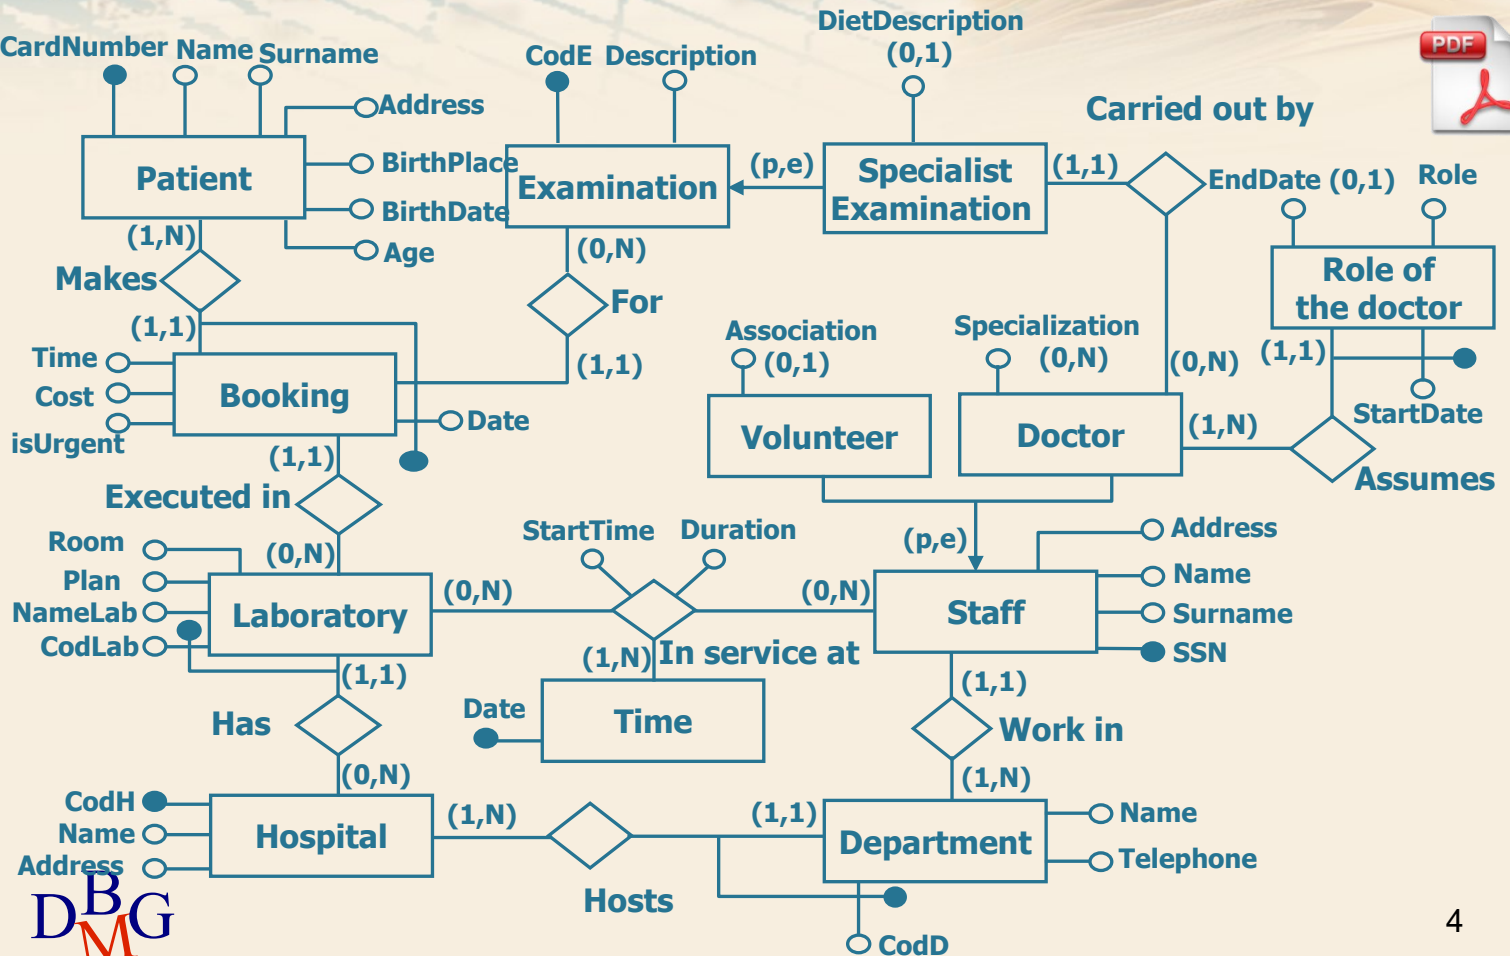 DietDescription
(0,1)
PDF
CardNumber Name Surname
CodE Description
Address
Carried out by
Patient
BirthPlace
BirthDate
Age
Examination
(p,e)
Specialist
Examination
(1,1)
EndDate (0,1)
Role
Role of
the doctor
(1,N)
Makes
(1,1)
(0,N)
For
(1,1)
Time
Cost
isUrgent
Booking
Date
Association
(0,1)
Specialization
(0,N)
(0,N)
(1,1)
StartDate
Volunteer
Doctor
(1,N)
Assumes
(1,1)
Executed in
(0,N)
Room
Plan
NameLab
CodLab
Laboratory
(0,N)
StartTime
Duration
(0,N)
In service at
(1,N)
(p,e)
Staff
Address
Name
Surname
SSN
(1,1)
Has
(0,N)
Date
Time
(1,1)
Work in
(1,N)
CodH
Name
Address
Hospital
(1,N)
Hosts
(1,1)
Department
Name
Telephone
CodD
DBMG
4